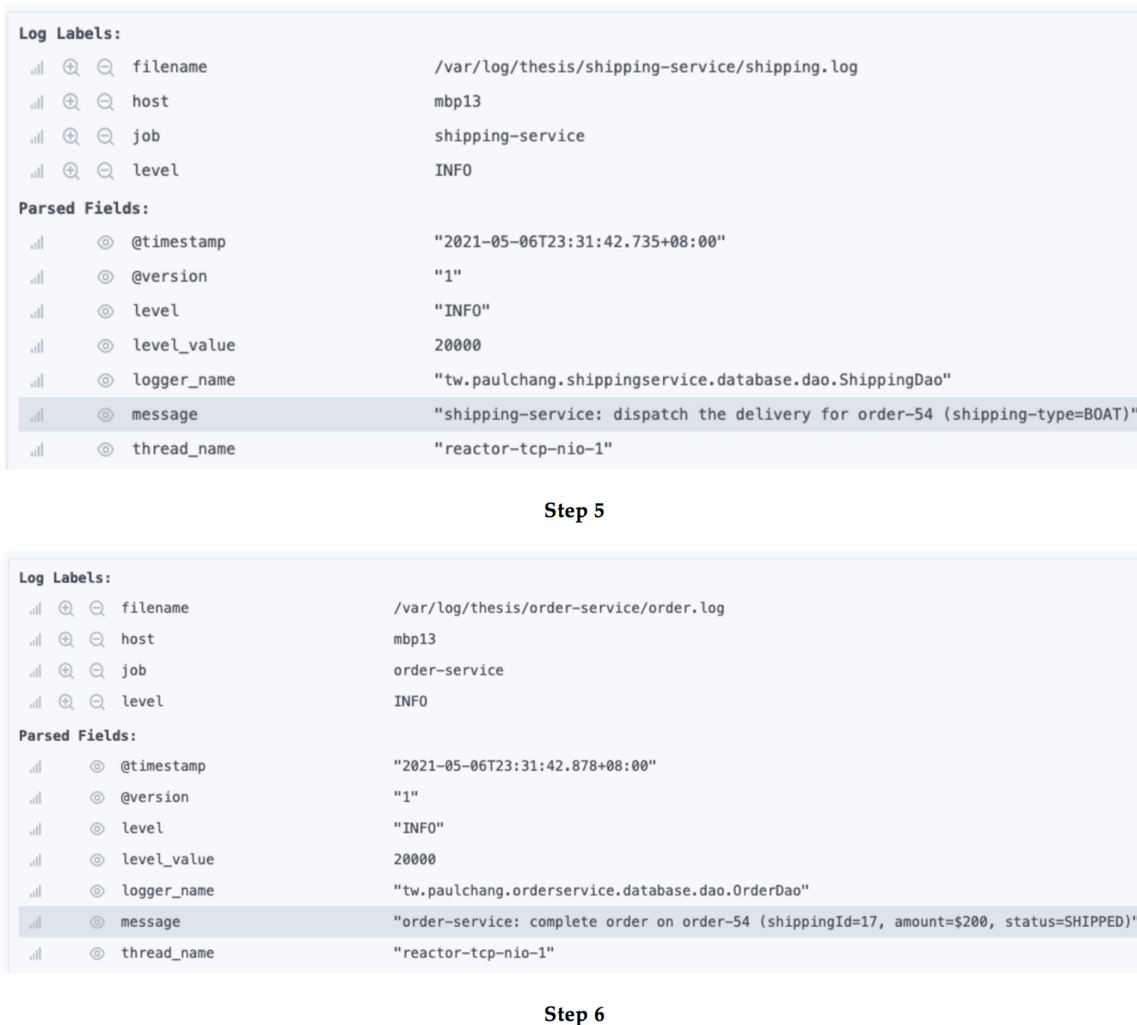 Log Labels:
filename /var/log/thesis/shipping-service/shipping.log
host mbp13
job shipping-service
level INFO
Parsed Fields:
@timestamp "2021-05-06T23:31:42.735+08:00"
@version "1"
level "INFO"
level_value 20000
logger_name "tw.paulchang.shippingservice.database.dao.ShippingDao"
message "shipping-service: dispatch the delivery for order-54 (shipping-type=BOAT)"
thread_name "reactor-tcp-nio-1"
Step 5
Log Labels:
filename /var/log/thesis/order-service/order.log
host mbp13
job order-service
level INFO
Parsed Fields:
@timestamp "2021-05-06T23:31:42.878+08:00"
@version "1"
level "INFO"
level_value 20000
logger_name "tw.paulchang.orderservice.database.dao.OrderDao"
message "order-service: complete order on order-54 (shippingId=17, amount=$200, status=SHIPPED)"
thread_name "reactor-tcp-nio-1"
Step 6